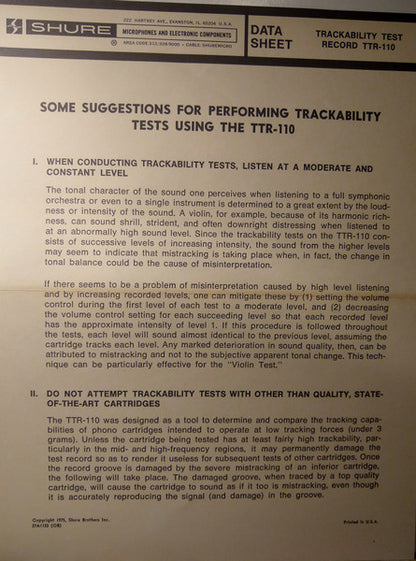 SHURE
222 HARTREY AVE., EVANSTON, IL 60204 U.S.A.
MICROPHONES AND ELECTRONIC COMPONENTS
AREA CODE 312/328-9000 • CABLE: SHUREMICRO
DATA
SHEET
TRACKABILITY TEST
RECORD TTR-110
SOME SUGGESTIONS FOR PERFORMING TRACKABILITY
TESTS USING THE TTR-110
I. WHEN CONDUCTING TRACKABILITY TESTS, LISTEN AT A MODERATE AND
CONSTANT LEVEL
The tonal character of the sound one perceives when listening to a full symphonic
orchestra or even to a single instrument is determined to a great extent by the loud-
ness or intensity of the sound. A violin, for example, because of its harmonic rich-
ness, can sound shrill, strident, and often downright distressing when listened to
at an abnormally high sound level. Since the trackability tests on the TTR-110 con-
sists of successive levels of increasing intensity, the sound from the higher levels
may seem to indicate that mistracking is taking place when, in fact, the change in
tonal balance could be the cause of misinterpretation.
If there seems to be a problem of misinterpretation caused by high level listening
and by increasing recorded levels, one can mitigate these by (1) setting the volume
control during the first level of each test to a moderate level, and (2) decreasing
the volume control setting for each succeeding level so that each recorded level
has the approximate intensity of level 1. If this procedure is followed throughout
the tests, each level will sound almost identical to the previous level, assuming the
cartridge tracks each level. Any marked deterioration in sound quality, then, can be
attributed to mistracking and not to the subjective apparent tonal change. This tech-
nique can be particularly effective for the "Violin Test."
II. DO NOT ATTEMPT TRACKABILITY TESTS WITH OTHER THAN QUALITY, STATE-
OF-THE-ART CARTRIDGES
The TTR-110 was designed as a tool to determine and compare the tracking capa-
bilities of phono cartridges intended to operate at low tracking forces (under 3
grams). Unless the cartridge being tested has at least fairly high trackability, par-
ticularly in the mid- and high-frequency regions, it may permanently damage the
test record so as to render it useless for subsequent tests of other cartridges. Once
the record groove is damaged by the severe mistracking of an inferior cartridge,
the following will take place. The damaged groove, when traced by a top quality
cartridge, will cause the cartridge to sound as if it too is mistracking, even though
it is accurately reproducing the signal (and damage) in the groove.
Copyright 1975, Shure Brothers Inc.
27A1135 (OB)
Printed in U.S.A.